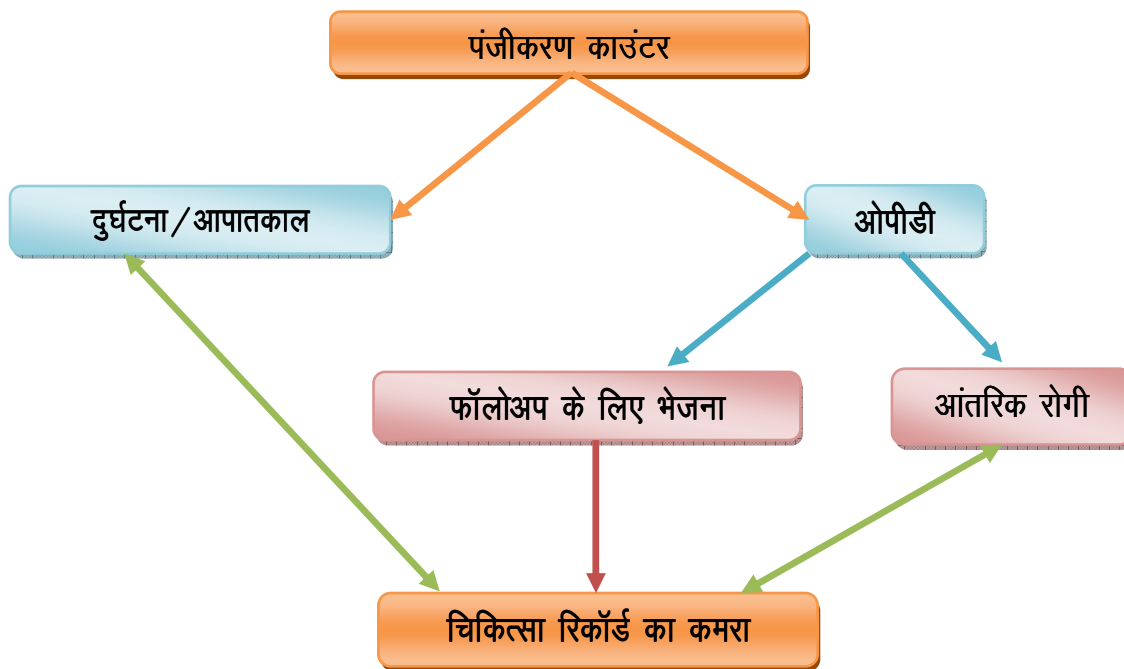 पंजीकरण काउंटर
दुर्घटना/आपातकाल
ओपीडी
फॉलोअप के लिए भेजना
आंतरिक रोगी
चिकित्सा रिकॉर्ड का कमरा